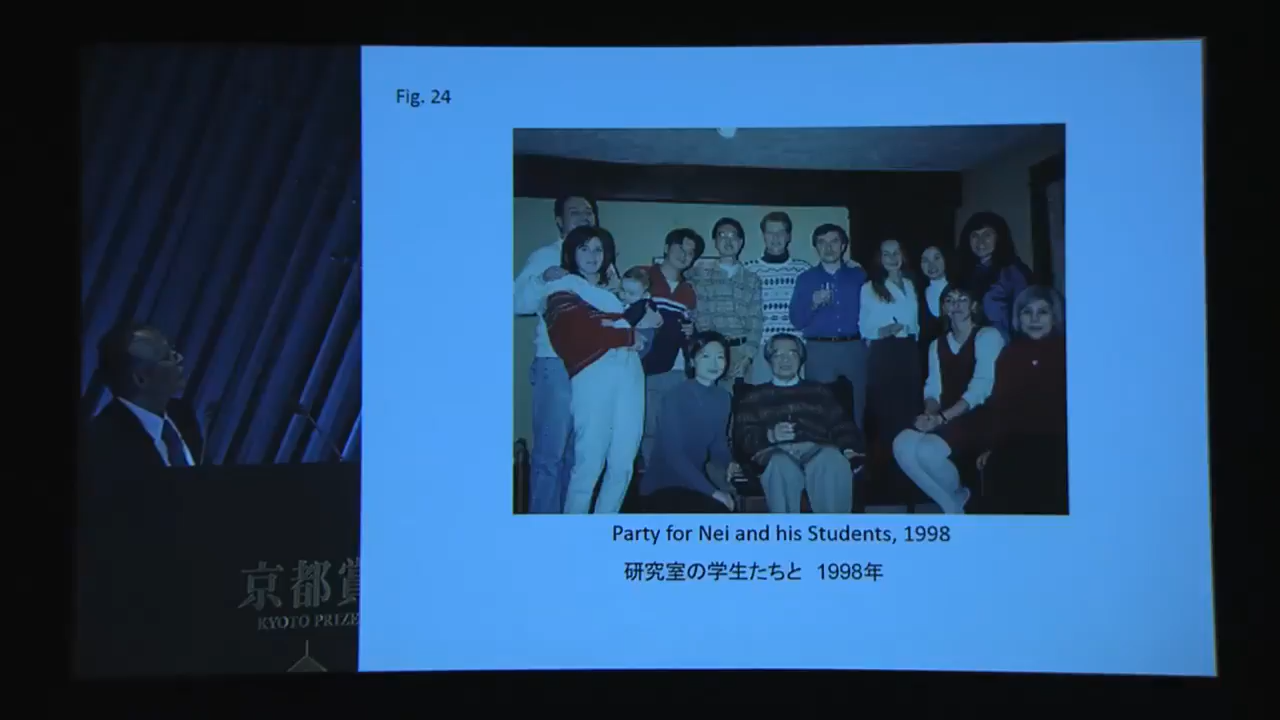 Fig. 24
Party for Nei and his Students, 1998
研究室の学生たちと 1998年
京都賞
KYOTO PRIZE